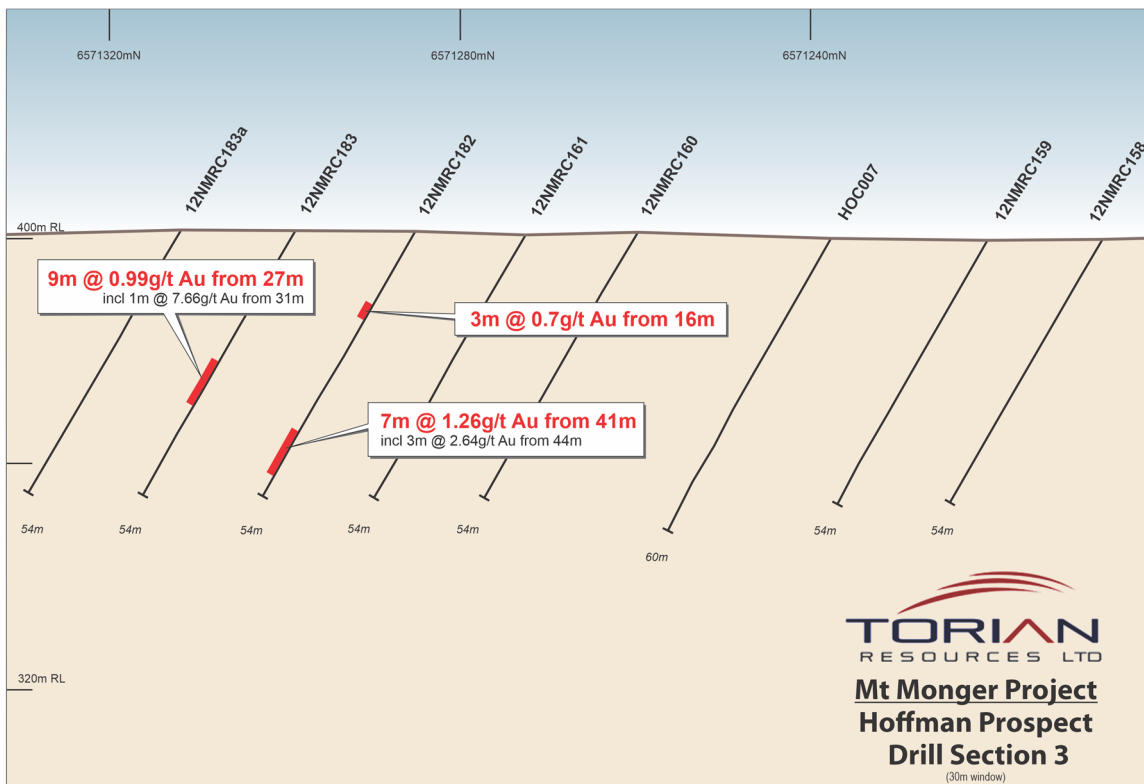 6571320mN
6571280mN
6571240mN
12NMRC183a
12NMRC183
12NMRC182
12NMRC161
12NMRC160
HOC007
12NMRC159
12NMRC158
400m RL
9m @ 0.99g/t Au from 27m
incl 1m @ 7.66g/t Au from 31m
3m @ 0.7g/t Au from 16m
7m @ 1.26g/t Au from 41m
incl 3m @ 2.64g/t Au from 44m
54m
54m
54m
54m
54m
60m
54m
54m
320m RL
TORIAN
RESOURCES LTD
Mt Monger Project
Hoffman Prospect
Drill Section 3
(30m window)